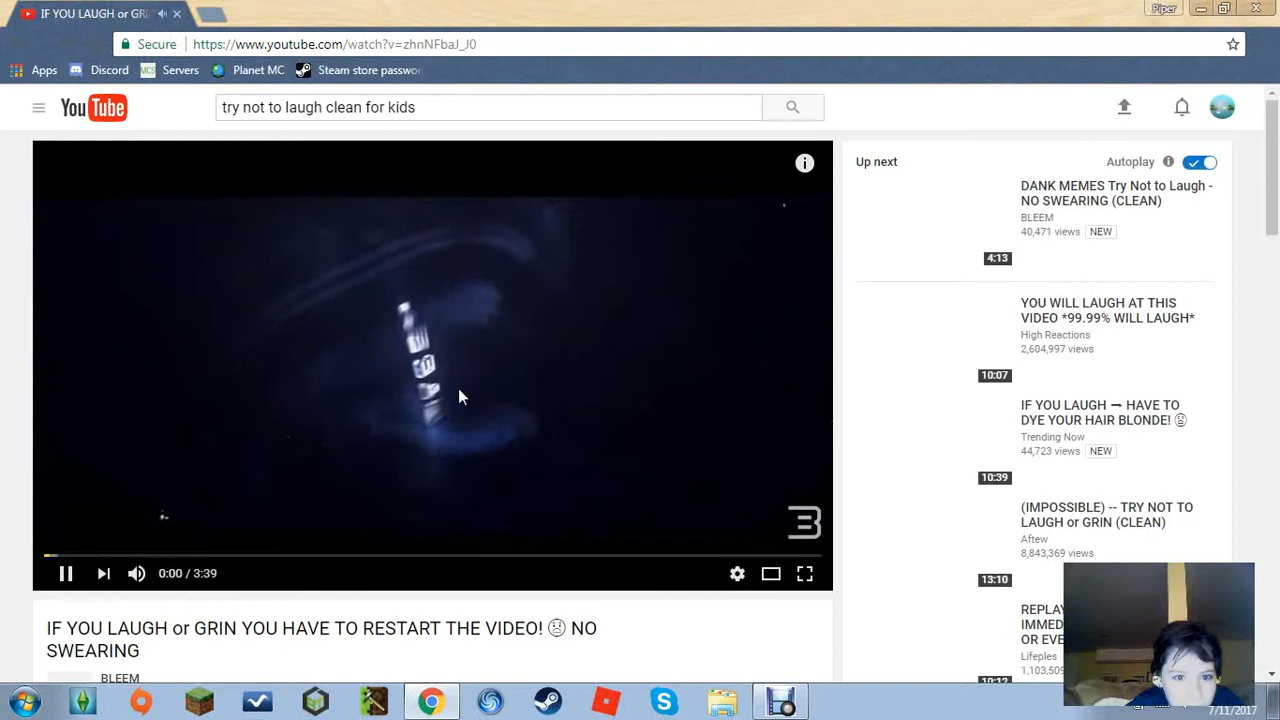 IF YOU LAUGH or GRI
Piper
Secure
https://www.youtube.com/watch?v=zhnNFbaJ_J0
Apps
Discord
MCS
Servers
Planet MC
Steam store passwor
YouTube
try not to laugh clean for kids
Up next
Autoplay
DANK MEMES Try Not to Laugh -
NO SWEARING (CLEAN)
BLEEM
40,471 views NEW
4:13
YOU WILL LAUGH AT THIS
VIDEO *99.99% WILL LAUGH*
High Reactions
2,604,997 views
10:07
IF YOU LAUGH ➞ HAVE TO
DYE YOUR HAIR BLONDE! 😫
Trending Now
44,723 views NEW
10:39
(IMPOSSIBLE) -- TRY NOT TO
LAUGH or GRIN (CLEAN)
Aftew
8,843,369 views
13:10
REPLAY
IMMED
OR EVE
Lifeples
1,103,509
10:12
0:00 / 3:39
IF YOU LAUGH or GRIN YOU HAVE TO RESTART THE VIDEO! 😫 NO
SWEARING
BLEEM
7/11/2017